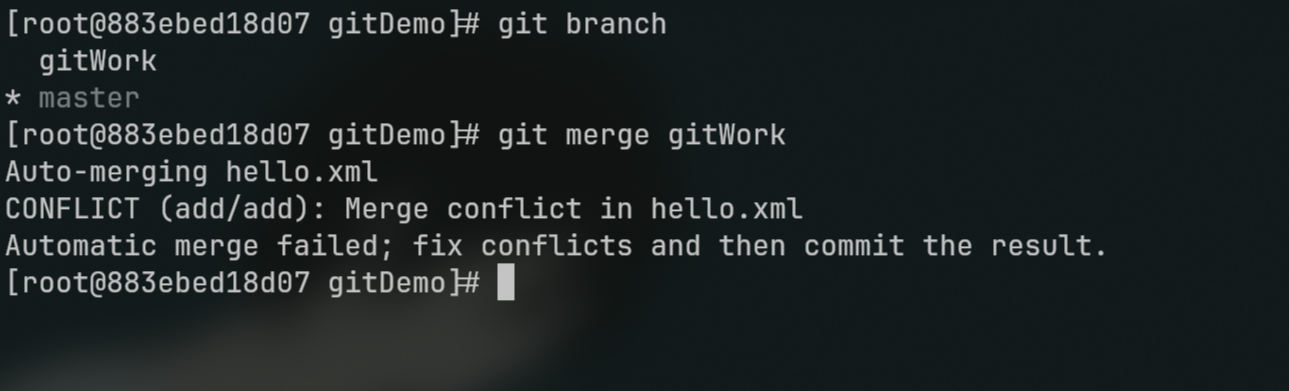 [root@883ebed18d07 gitDemo]# git branch
  gitWork
* master
[root@883ebed18d07 gitDemo]# git merge gitWork
Auto-merging hello.xml
CONFLICT (add/add): Merge conflict in hello.xml
Automatic merge failed; fix conflicts and then commit the result.
[root@883ebed18d07 gitDemo]#